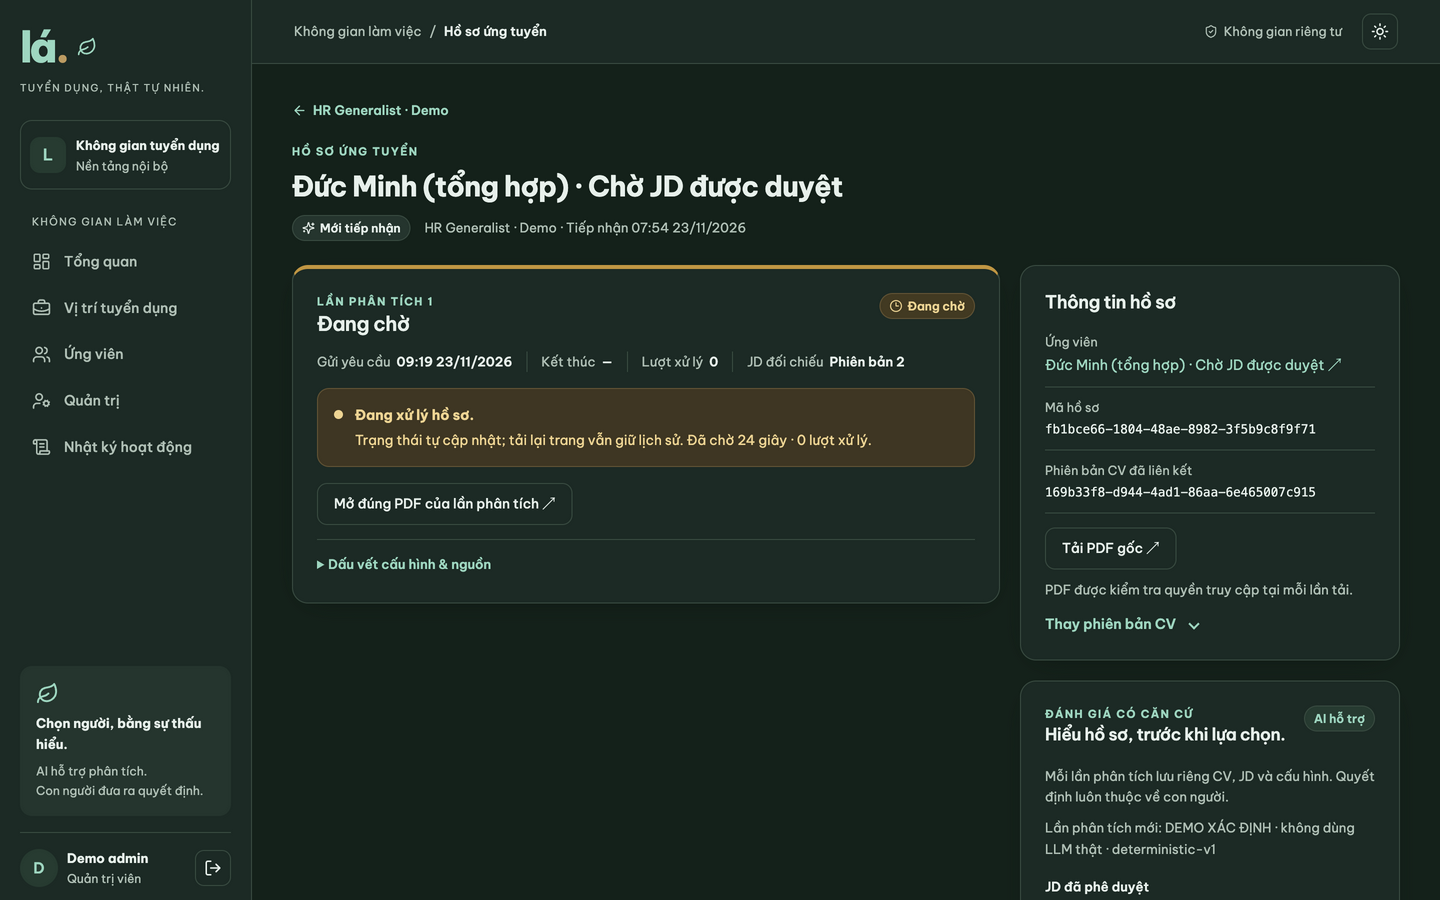 lá.
TUYỂN DỤNG, THẬT TỰ NHIÊN.
L
Không gian tuyển dụng
Nền tảng nội bộ
KHÔNG GIAN LÀM VIỆC
Tổng quan
Vị trí tuyển dụng
Ứng viên
Quản trị
Nhật ký hoạt động
Chọn người, bằng sự thấu
hiểu.
AI hỗ trợ phân tích.
Con người đưa ra quyết định.
D
Demo admin
Quản trị viên
Không gian làm việc / Hồ sơ ứng tuyển
Không gian riêng tư
← HR Generalist · Demo
HỒ SƠ ỨNG TUYỂN
Đức Minh (tổng hợp) · Chờ JD được duyệt
Mới tiếp nhận
HR Generalist · Demo · Tiếp nhận 07:54 23/11/2026
LẦN PHÂN TÍCH 1
Đang chờ
Đang chờ
Gửi yêu cầu 09:19 23/11/2026
Kết thúc –
Lượt xử lý 0
JD đối chiếu Phiên bản 2
Đang xử lý hồ sơ.
Trạng thái tự cập nhật; tải lại trang vẫn giữ lịch sử. Đã chờ 24 giây · 0 lượt xử lý.
Mở đúng PDF của lần phân tích ↗
▶ Dấu vết cấu hình & nguồn
Thông tin hồ sơ
Ứng viên
Đức Minh (tổng hợp) · Chờ JD được duyệt ↗
Mã hồ sơ
fb1bce66-1804-48ae-8982-3f5b9c8f9f71
Phiên bản CV đã liên kết
169b33f8-d944-4ad1-86aa-6e465007c915
Tải PDF gốc ↗
PDF được kiểm tra quyền truy cập tại mỗi lần tải.
Thay phiên bản CV
ĐÁNH GIÁ CÓ CĂN CỨ
AI hỗ trợ
Hiểu hồ sơ, trước khi lựa chọn.
Mỗi lần phân tích lưu riêng CV, JD và cấu hình. Quyết
định luôn thuộc về con người.
Lần phân tích mới: DEMO XÁC ĐỊNH · không dùng
LLM thật · deterministic-v1
JD đã phê duyệt